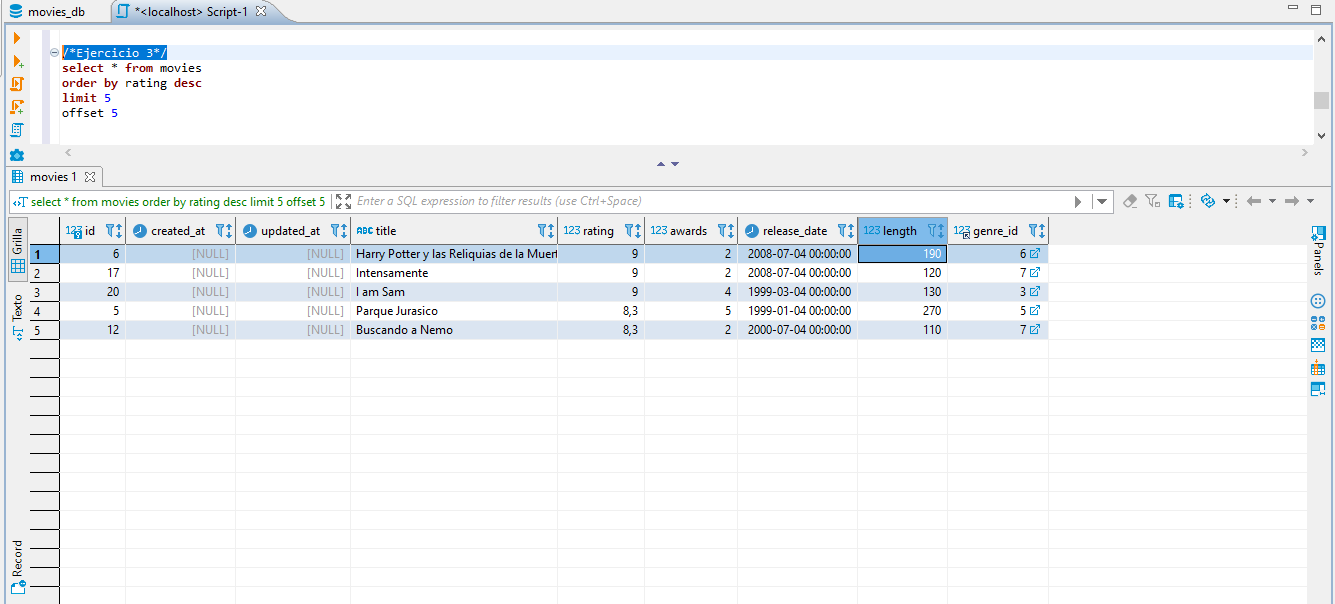 movies_db
*<localhost> Script-1
/*Ejercicio 3*/
select * from movies
order by rating desc
limit 5
offset 5
movies 1
select * from movies order by rating desc limit 5 offset 5
Enter a SQL expression to filter results (use Ctrl+Space)
Grilla
Texto
Record
Panels
123 id ABC title 123 rating 123 awards release_date 123 length 123 genre_id created_at updated_at
1 6 [NULL] [NULL] Harry Potter y las Reliquias de la Muert 9 2 2008-07-04 00:00:00 190 6
2 17 [NULL] [NULL] Intensamente 9 2 2008-07-04 00:00:00 120 7
3 20 [NULL] [NULL] I am Sam 9 4 1999-03-04 00:00:00 130 3
4 5 [NULL] [NULL] Parque Jurasico 8,3 5 1999-01-04 00:00:00 270 5
5 12 [NULL] [NULL] Buscando a Nemo 8,3 2 2000-07-04 00:00:00 110 7